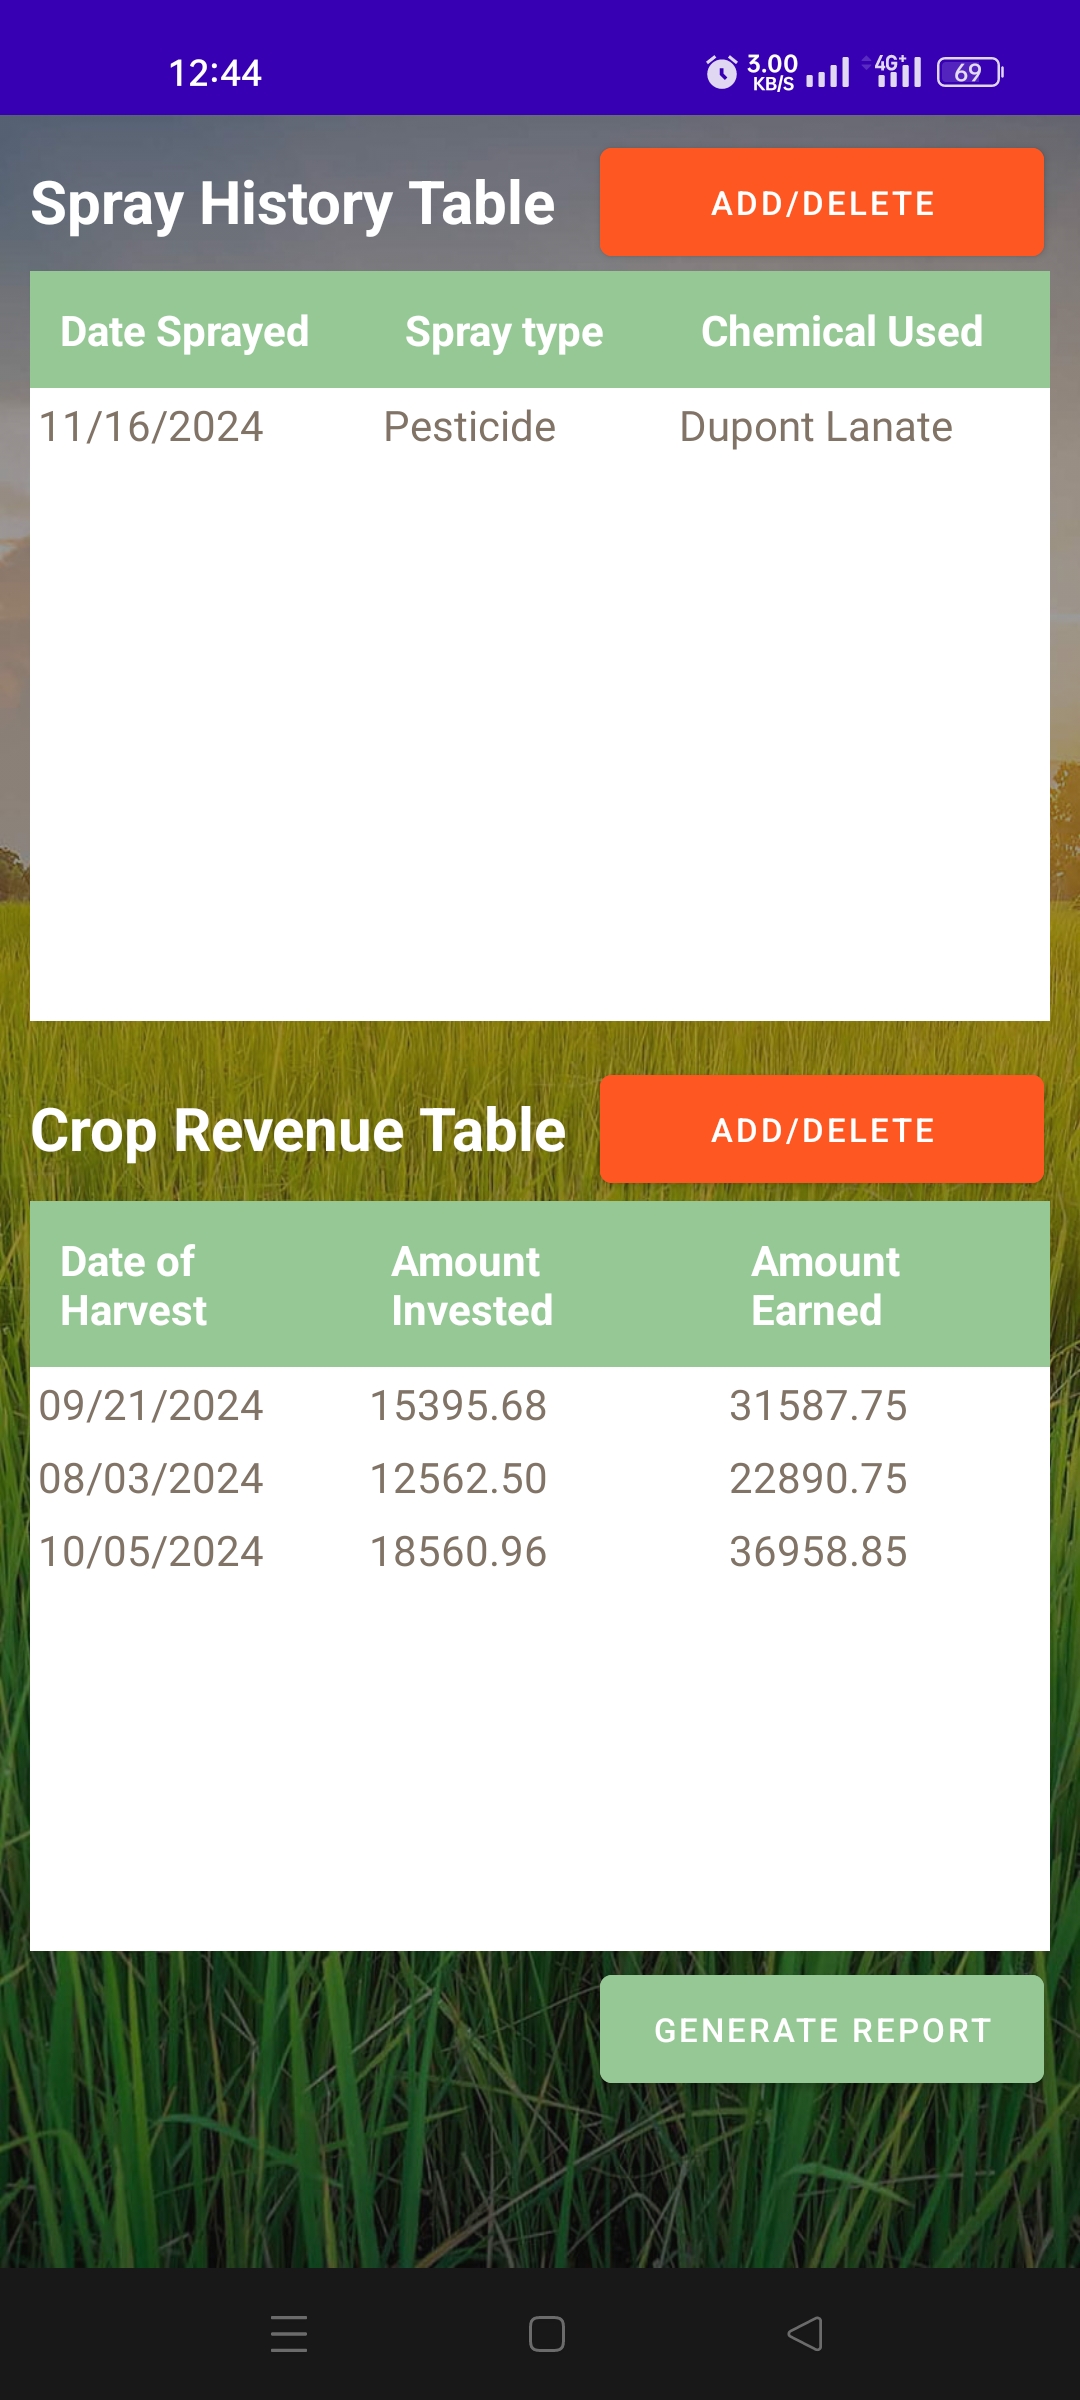 12:44
3.00 KB/S 4G+ 69
Spray History Table ADD/DELETE
Date Sprayed Spray type Chemical Used
11/16/2024 Pesticide Dupont Lanate
Crop Revenue Table ADD/DELETE
Date of Harvest Amount Invested Amount Earned
09/21/2024 15395.68 31587.75
08/03/2024 12562.50 22890.75
10/05/2024 18560.96 36958.85
GENERATE REPORT